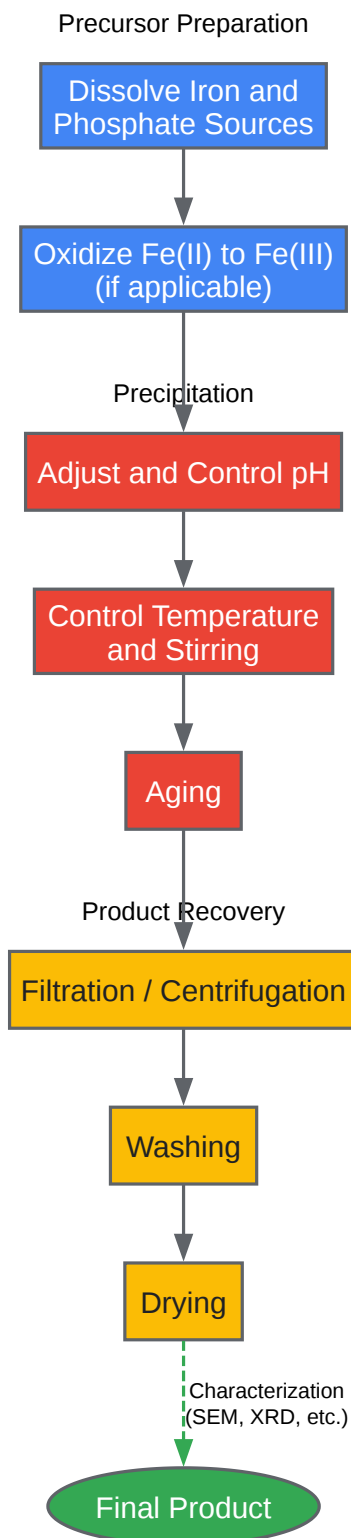 Precursor Preparation
Dissolve Iron and
Phosphate Sources
Oxidize Fe(II) to Fe(III)
(if applicable)
Precipitation
Adjust and Control pH
Control Temperature
and Stirring
Aging
Product Recovery
Filtration / Centrifugation
Washing
Drying
Characterization
(SEM, XRD, etc.)
Final Product